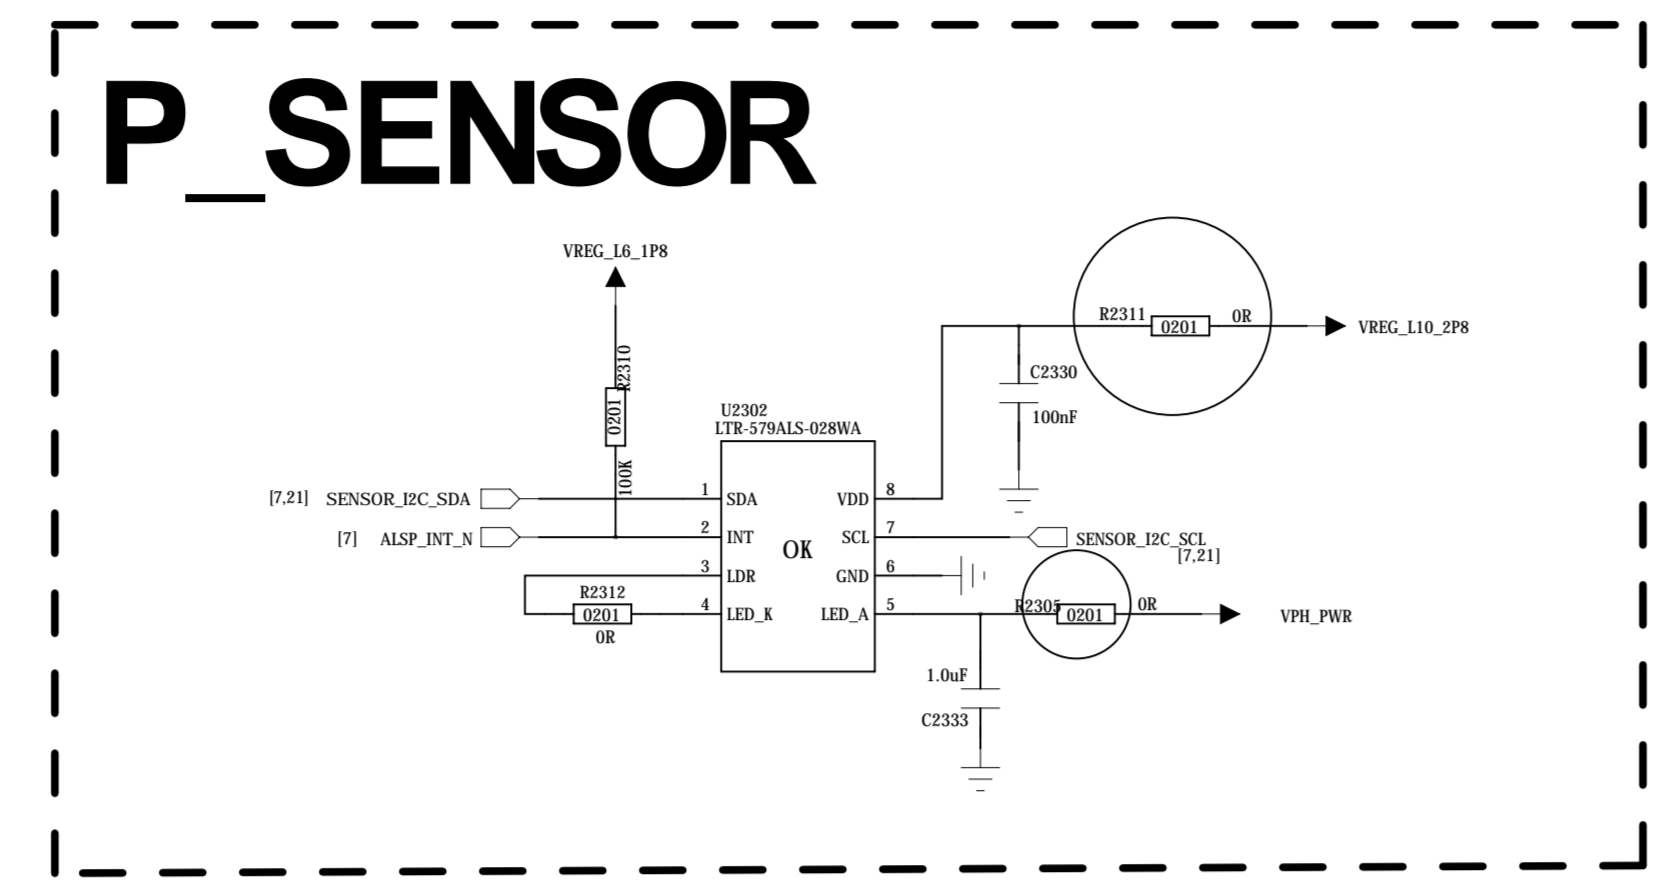 P_SENSOR
VREG_L6_1P8
R2310
0201
100K
R2311
0201
0R
VREG_L10_2P8
C2330
100nF
U2302
LTR-579ALS-028WA
[7,21] SENSOR_I2C_SDA
1 SDA
VDD 8
[7] ALSP_INT_N
2 INT
SCL 7
SENSOR_I2C_SCL
[7,21]
OK
3 LDR
GND 6
R2312
0201
0R
4 LED_K
LED_A 5
R2305
0201
0R
VPH_PWR
1.0uF
C2333